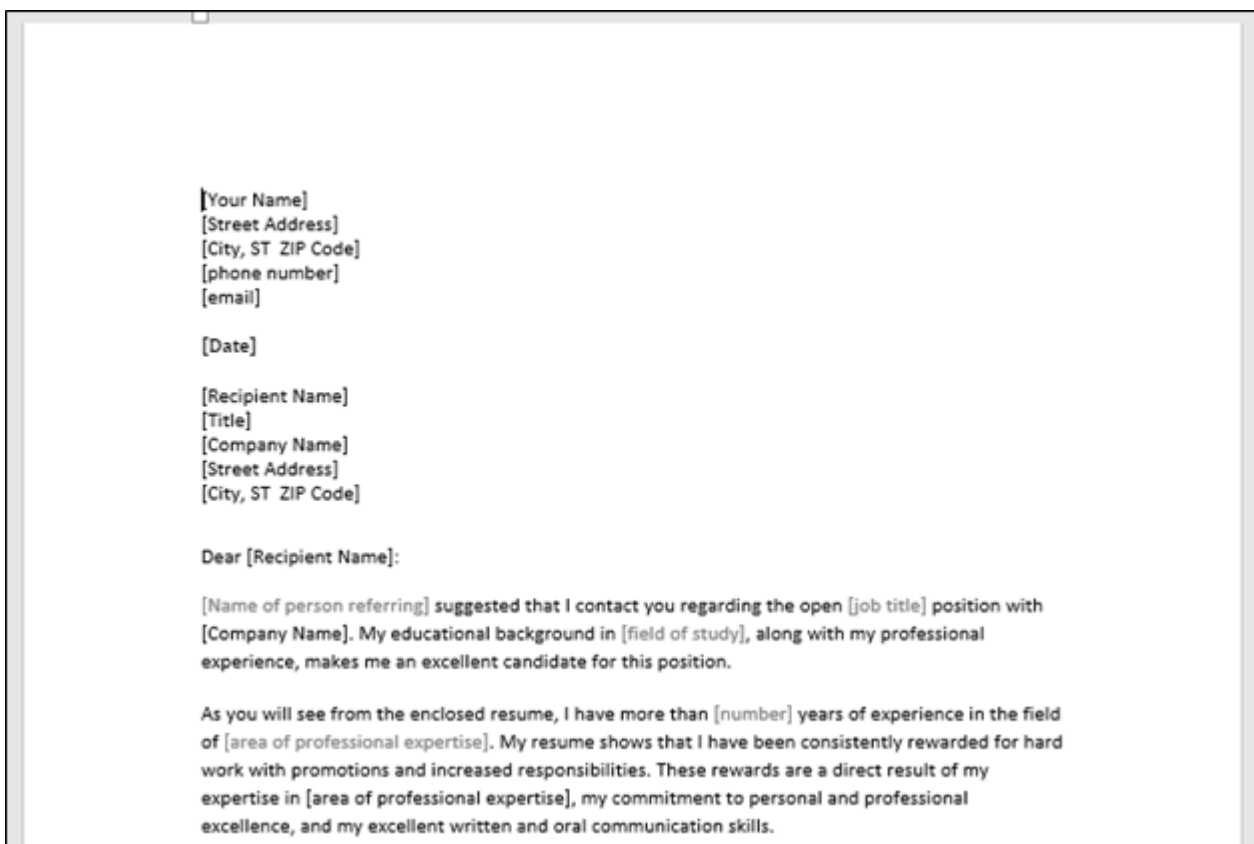 [Your Name]
[Street Address]
[City, ST  ZIP Code]
[phone number]
[email]
[Date]
[Recipient Name]
[Title]
[Company Name]
[Street Address]
[City, ST  ZIP Code]
Dear [Recipient Name]:
[Name of person referring] suggested that I contact you regarding the open [job title] position with
[Company Name]. My educational background in [field of study], along with my professional
experience, makes me an excellent candidate for this position.
As you will see from the enclosed resume, I have more than [number] years of experience in the field
of [area of professional expertise]. My resume shows that I have been consistently rewarded for hard
work with promotions and increased responsibilities. These rewards are a direct result of my
expertise in [area of professional expertise], my commitment to personal and professional
excellence, and my excellent written and oral communication skills.